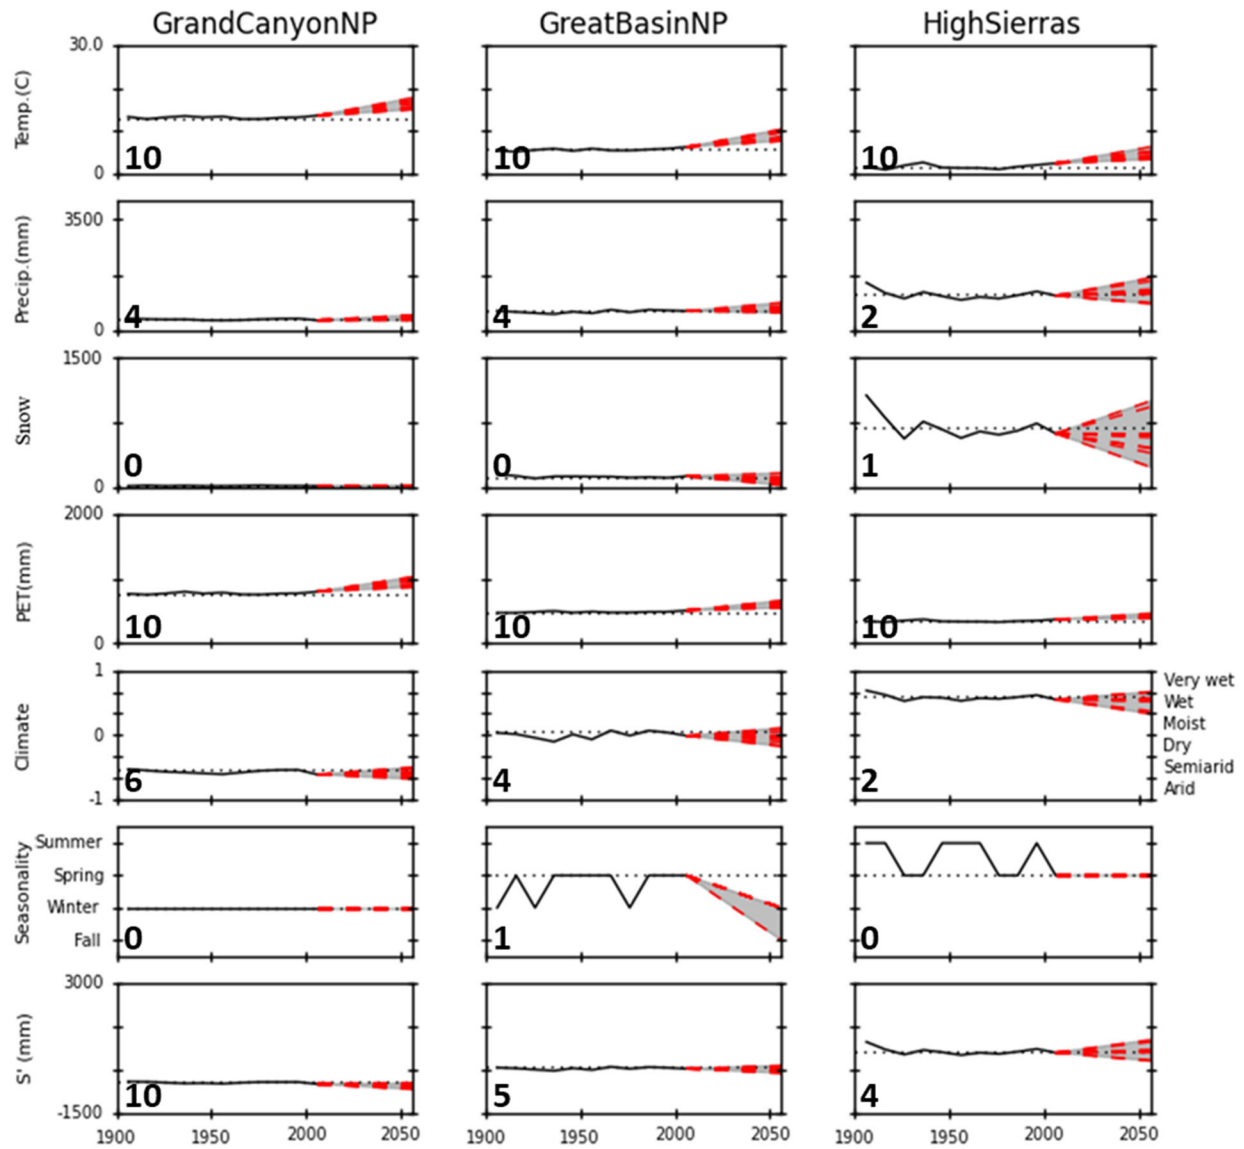 GrandCanyonNP GreatBasinNP HighSierras
30.0
Temp.(C)
10 10 10
0
3500
Precip.(mm)
4 4 2
0
1500
Snow
0 0 1
0
2000
PET(mm)
10 10 10
0
1
Very wet
Wet
Climate
0
Moist
Dry
6 4 2
Semiarid
Arid
-1
Summer
Seasonality
Spring
Winter
Fall
0 1 0
3000
S' (mm)
10 5 4
-1500
1900 1950 2000 2050 1900 1950 2000 2050 1900 1950 2000 2050